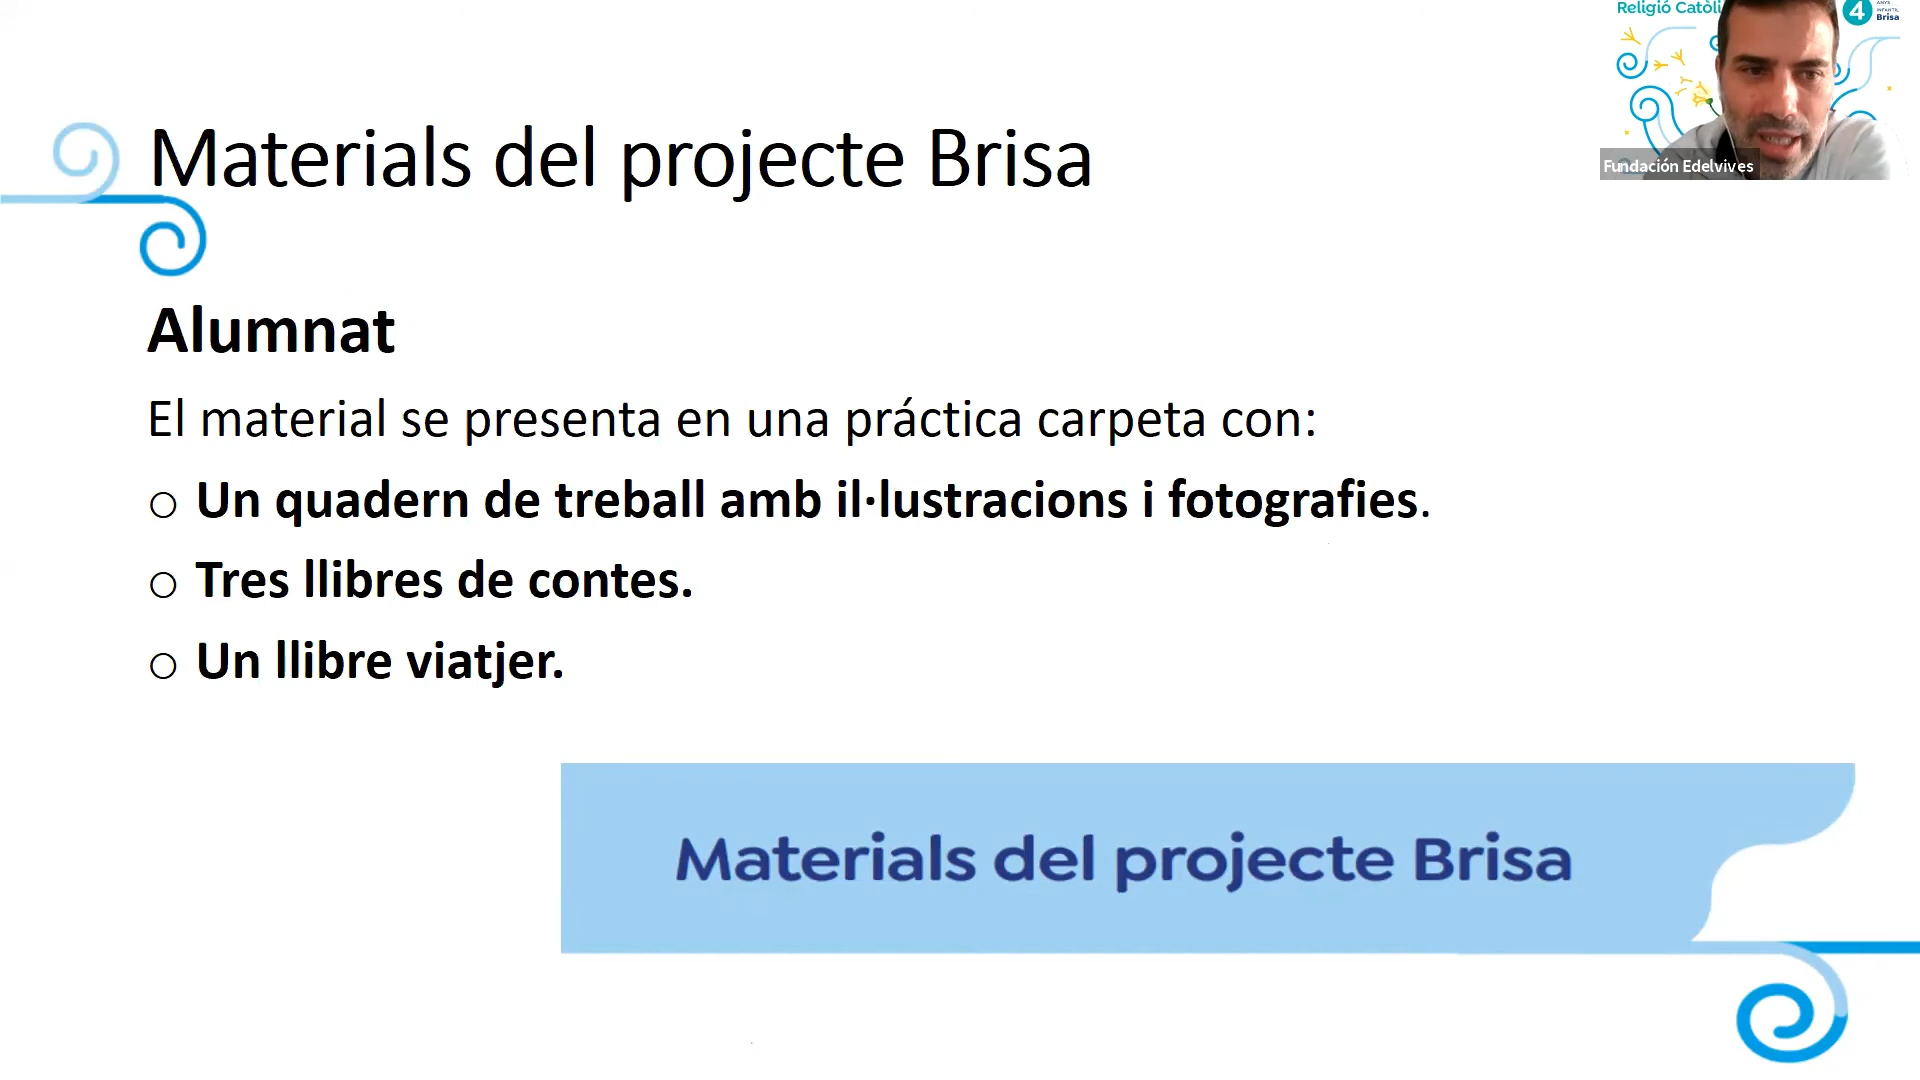 Religió Catòli
4
ANYS
INFANTIL
Brisa
Fundación Edelvives
Materials del projecte Brisa
Alumnat
El material se presenta en una práctica carpeta con:
Un quadern de treball amb il·lustracions i fotografies.
Tres llibres de contes.
Un llibre viatjer.
Materials del projecte Brisa